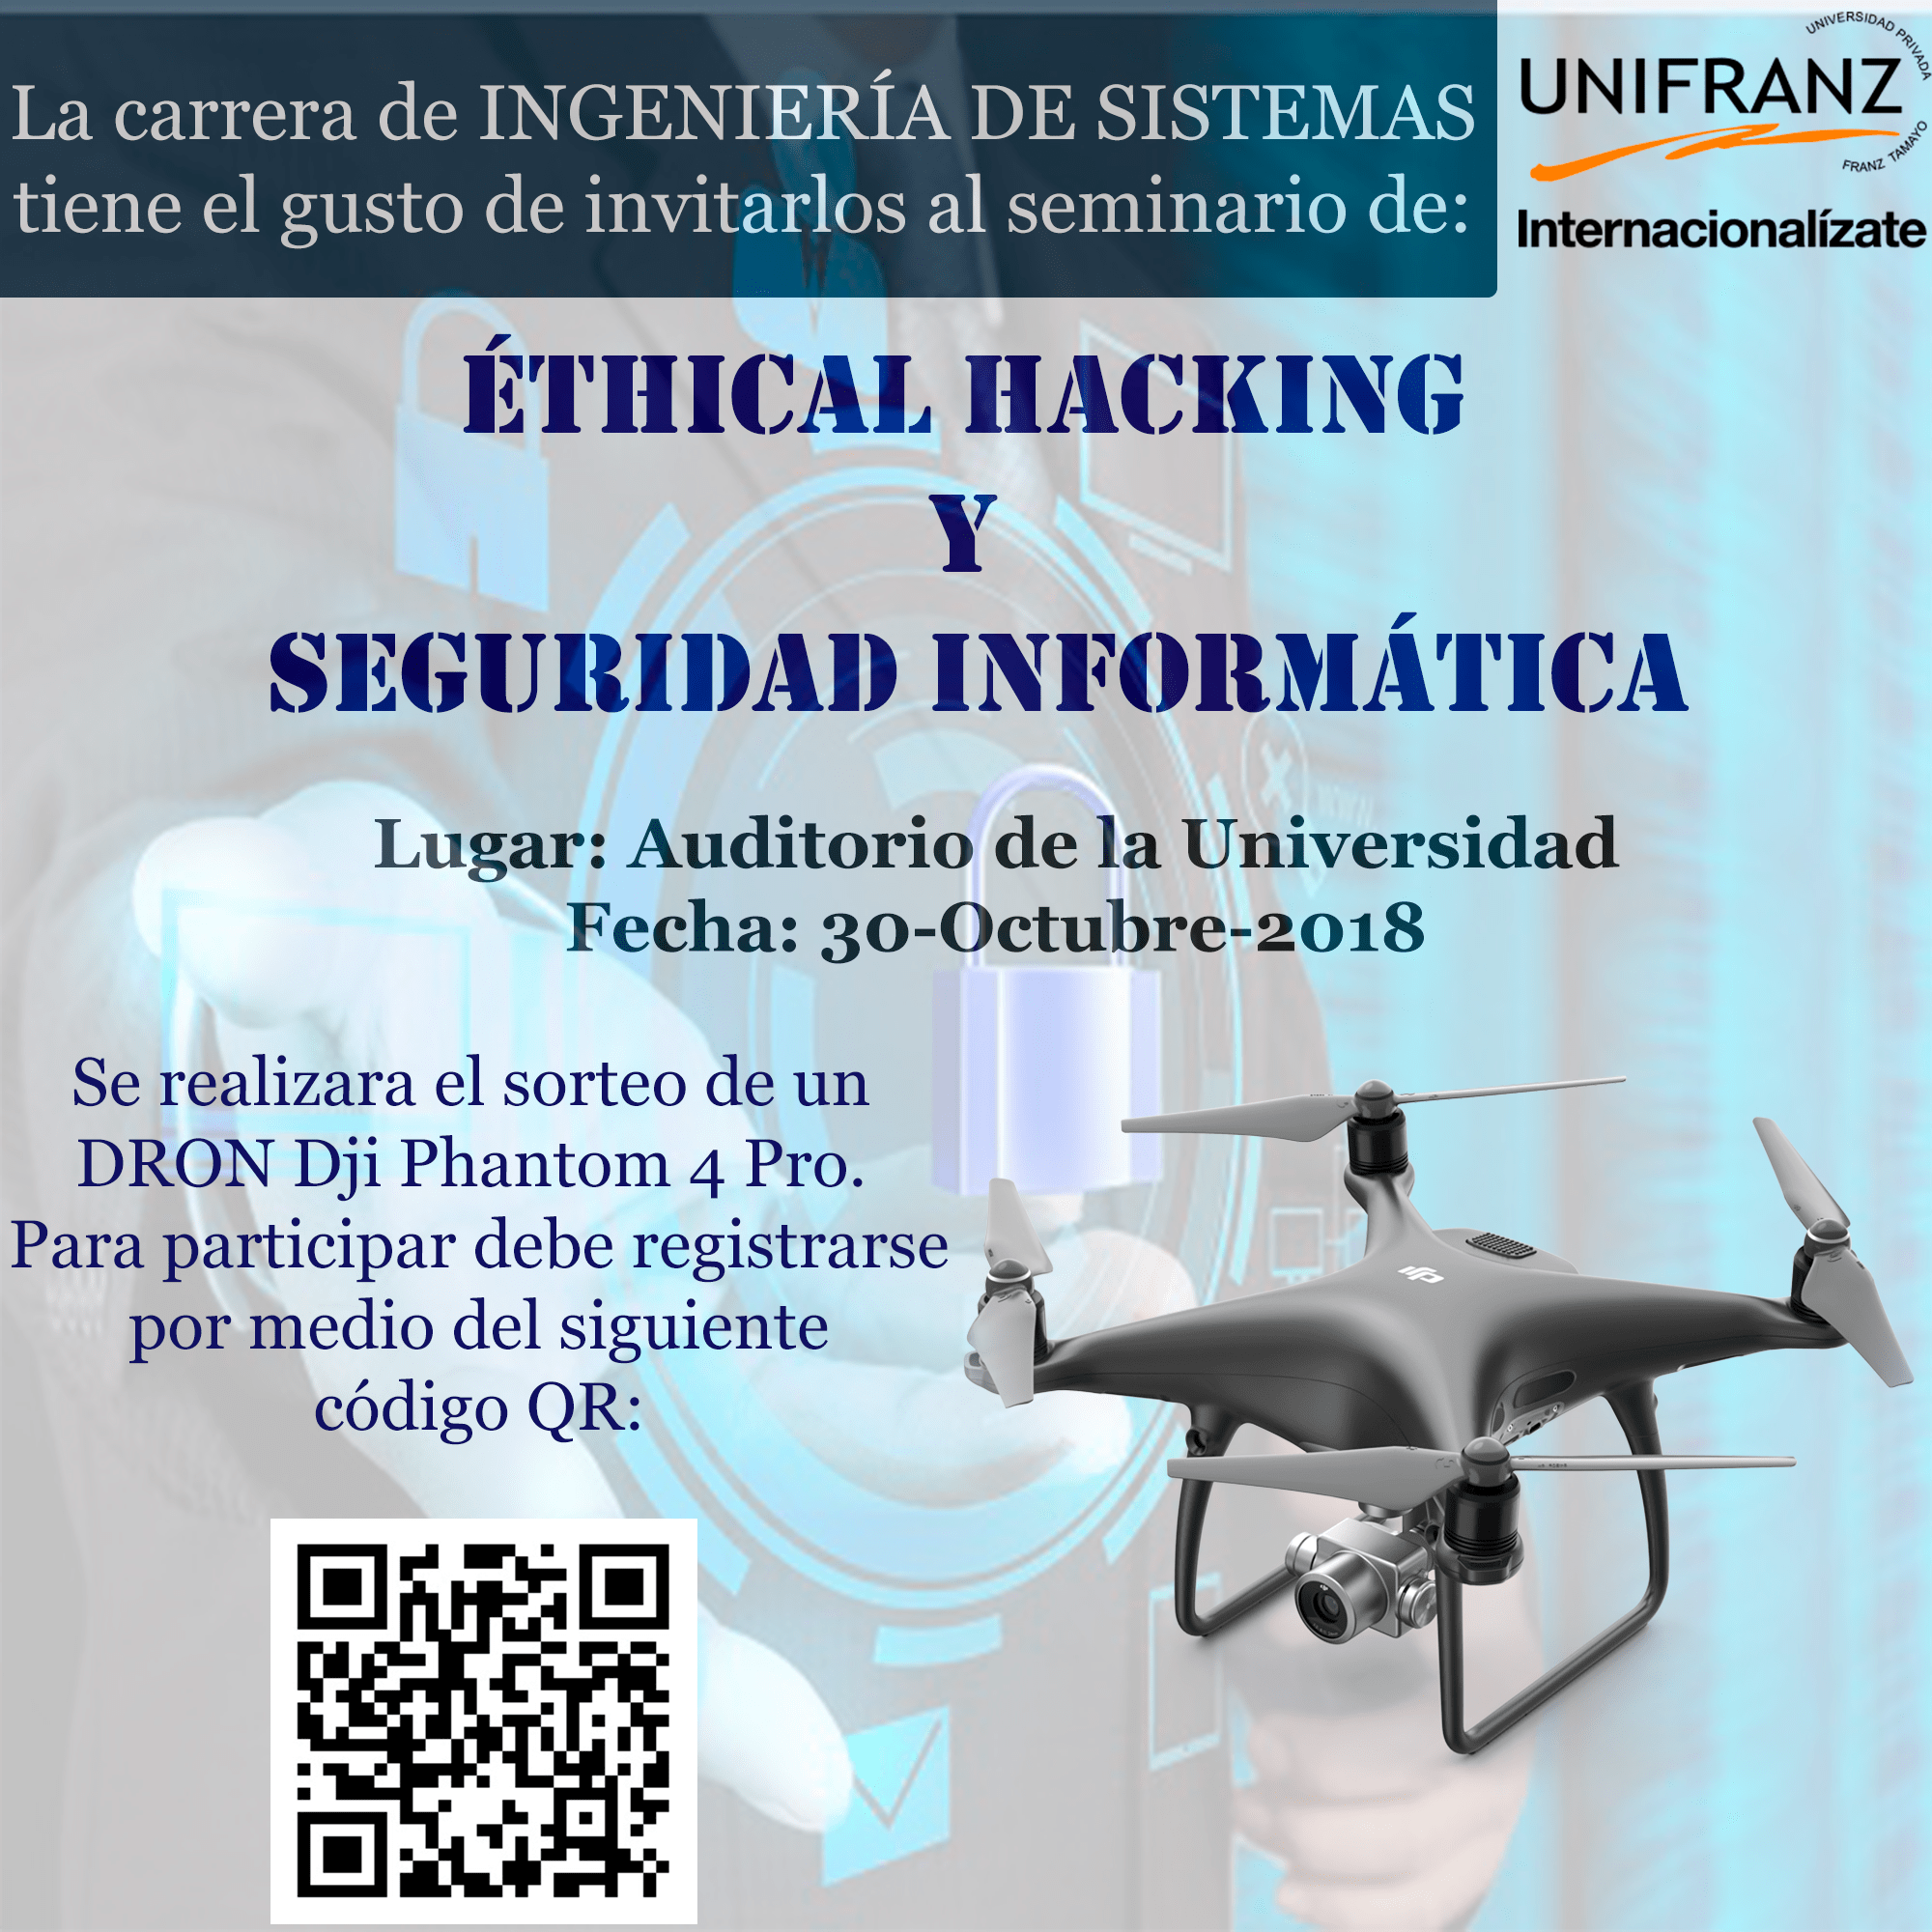 La carrera de INGENIERÍA DE SISTEMAS
tiene el gusto de invitarlos al seminario de:
UNIVERSIDAD PRIVADA
UNIFRANZ
FRANZ TAMAYO
Internacionalízate
ÉTHICAL HACKING
Y
SEGURIDAD INFORMÁTICA
Lugar: Auditorio de la Universidad
Fecha: 30-Octubre-2018
Se realizara el sorteo de un
DRON Dji Phantom 4 Pro.
Para participar debe registrarse
por medio del siguiente
código QR:
dji